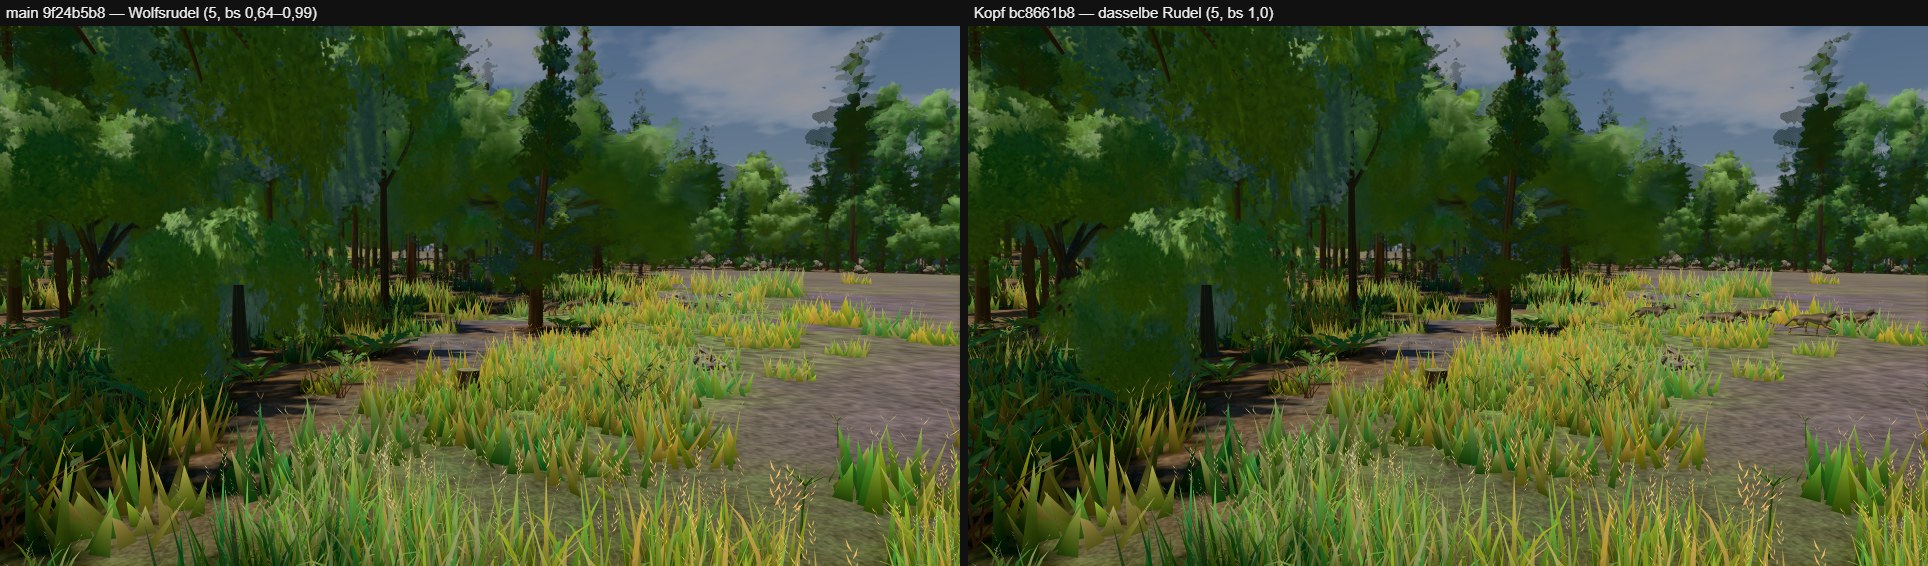 main 9f24b5b8 — Wolfsrudel (5, bs 0,64–0,99)
Kopf bc8661b8 — dasselbe Rudel (5, bs 1,0)